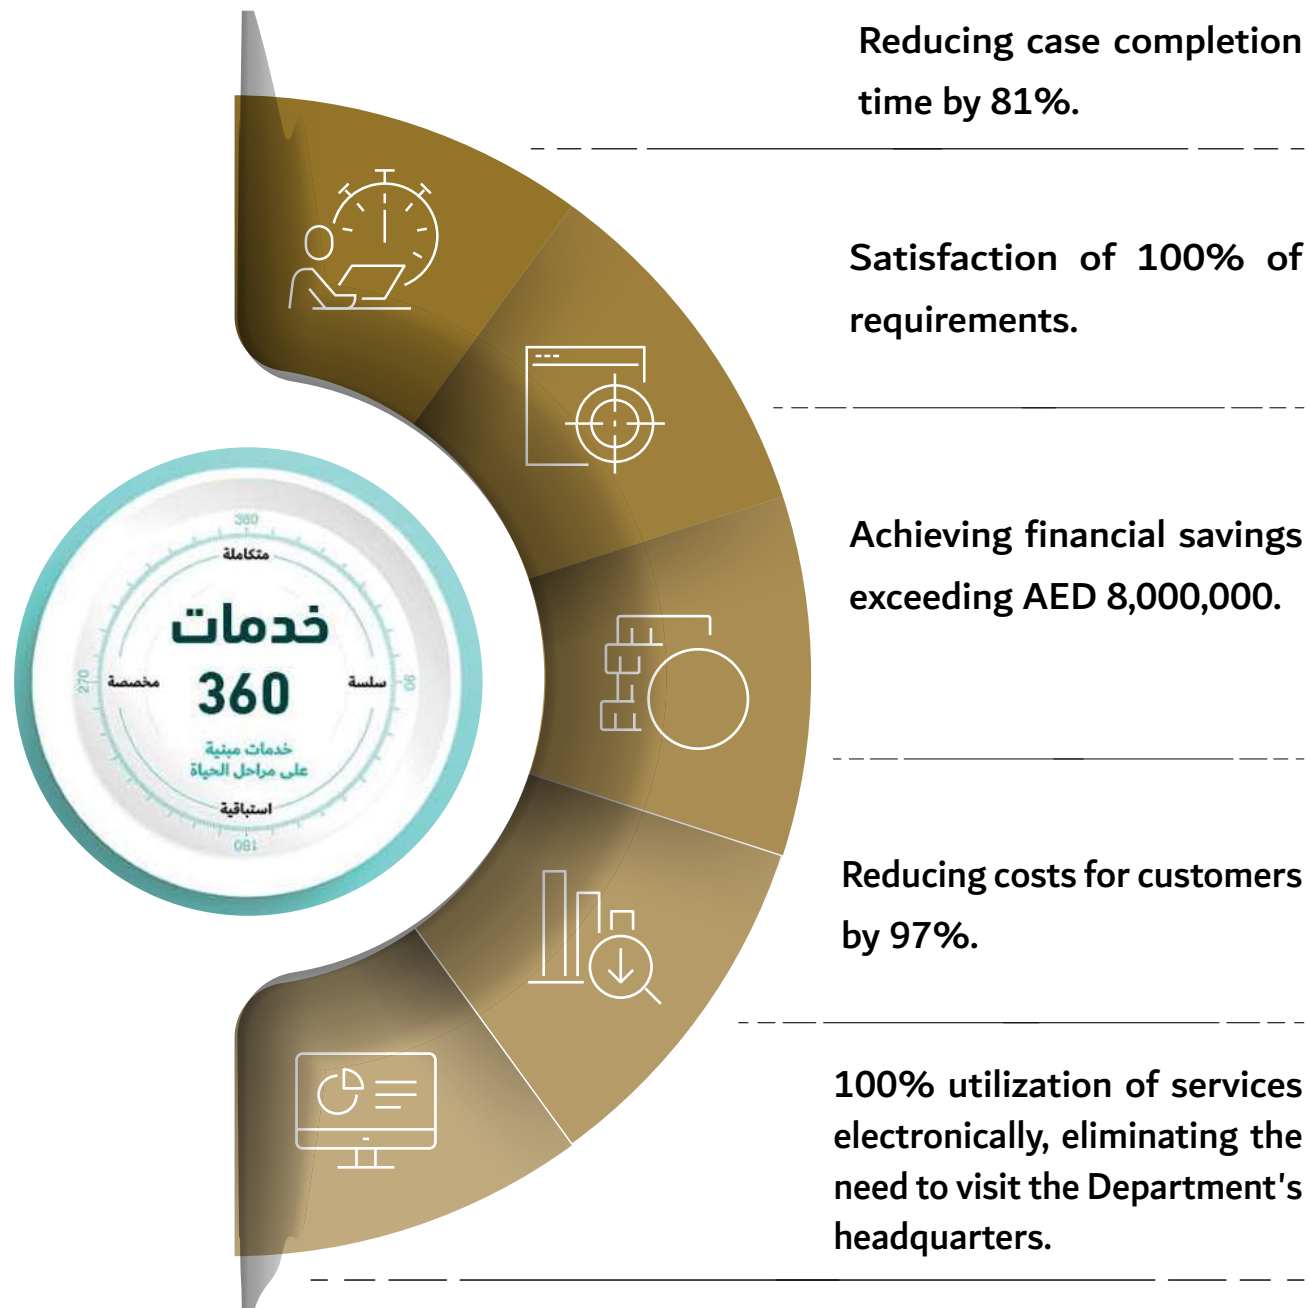 Reducing case completion
time by 81%.
Satisfaction of 100% of
requirements.
Achieving financial savings
exceeding AED 8,000,000.
Reducing costs for customers
by 97%.
100% utilization of services
electronically, eliminating the
need to visit the Department's
headquarters.
360
متكاملة
خدمات
360
سلسة
90
مخصصة
270
خدمات مبنية
على مراحل الحياة
استباقية
180